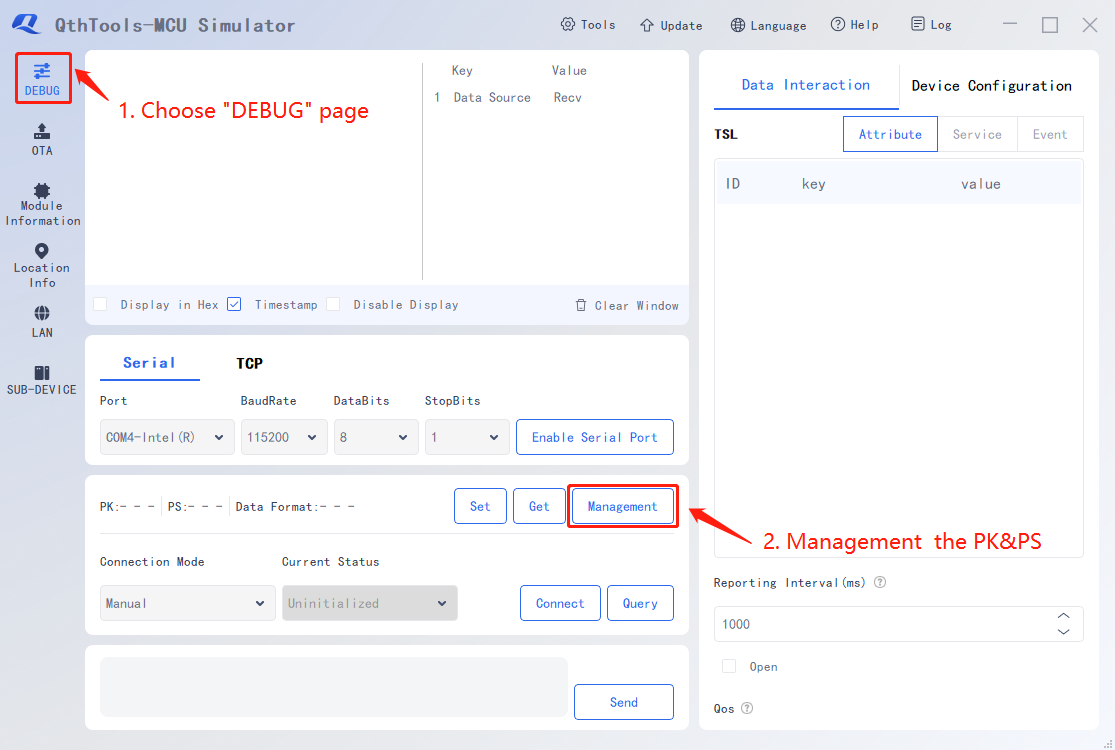 QthTools-MCU Simulator
Tools
Update
Language
Help
Log
DEBUG
1. Choose "DEBUG" page
OTA
Module
Information
Location
Info
LAN
SUB-DEVICE
Key Value
1 Data Source Recv
Display in Hex
Timestamp
Disable Display
Clear Window
Serial
TCP
Port BaudRate DataBits StopBits
COM4-Intel(R) 115200 8 1 Enable Serial Port
PK:- - - PS:- - - Data Format:- - -
Set
Get
Management
2. Management the PK&PS
Connection Mode Current Status
Manual Uninitialized
Connect
Query
Send
Data Interaction
Device Configuration
TSL
Attribute
Service
Event
ID key value
Reporting Interval(ms) ?
1000
Open
Qos ?